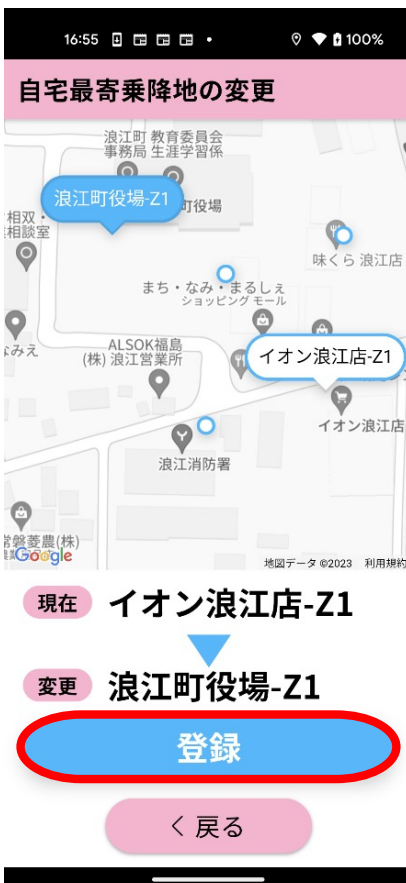 16:55
100%
自宅最寄乗降地の変更
浪江町 教育委員会
事務局 生涯学習係
浪江町役場-Z1
町役場
相双・
相談室
味くら 浪江店
まち・なみ・まるしぇ
ショッピング モール
なみえ
ALSOK福島
(株) 浪江営業所
イオン浪江店-Z1
イオン浪江店
浪江消防署
常磐菱農(株)
Google
地図データ ©2023 利用規約
現在 イオン浪江店-Z1
変更 浪江町役場-Z1
登録
< 戻る